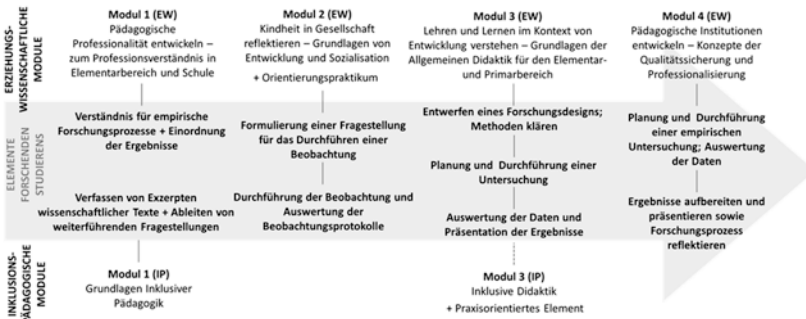 ERZIEHUNGS-
WISSENSCHAFTLICHE
MODULE
Modul 1 (EW)
Pädagogische
Professionalität entwickeln –
zum Professionsverständnis in
Elementarbereich und Schule
Modul 2 (EW)
Kindheit in Gesellschaft
reflektieren – Grundlagen von
Entwicklung und Sozialisation
+ Orientierungspraktikum
Modul 3 (EW)
Lehren und Lernen im Kontext von
Entwicklung verstehen – Grundlagen der
Allgemeinen Didaktik für den Elementar-
und Primarbereich
Modul 4 (EW)
Pädagogische Institutionen
entwickeln – Konzepte der
Qualitätssicherung und
Professionalisierung
ELEMENTE
FORSCHENDEN
STUDIERENS
Verständnis für empirische
Forschungsprozesse + Einordnung
der Ergebnisse
Verfassen von Exzerpten
wissenschaftlicher Texte + Ableiten von
weiterführenden Fragestellungen
Formulierung einer Fragestellung
für das Durchführen einer
Beobachtung
Durchführung der Beobachtung und
Auswertung der
Beobachtungsprotokolle
Entwerfen eines Forschungsdesigns;
Methoden klären
Planung und Durchführung einer
Untersuchung
Auswertung der Daten und
Präsentation der Ergebnisse
Planung und Durchführung
einer empirischen
Untersuchung; Auswertung
der Daten
Ergebnisse aufbereiten und
präsentieren sowie
Forschungsprozess
reflektieren
INKLUSIONS-
PÄDAGOGISCHE
MODULE
Modul 1 (IP)
Grundlagen Inklusiver
Pädagogik
Modul 3 (IP)
Inklusive Didaktik
+ Praxisorientiertes Element